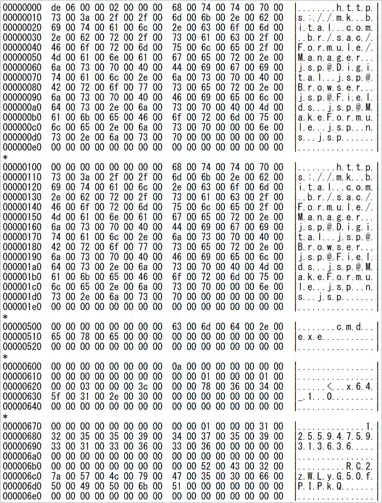 00000000 de 06 00 00 02 00 00 00 68 00 74 00 74 00 70 00 |........h.t.t.p.|
00000010 73 00 3a 00 2f 00 2f 00 6d 00 6b 00 2e 00 62 00 |s.:././.m.k...b.|
00000020 69 00 74 00 61 00 6c 00 2e 00 63 00 6f 00 6d 00 |i.t.a.l...c.o.m.|
00000030 2e 00 62 00 72 00 2f 00 73 00 61 00 63 00 2f 00 |..b.r./.s.a.c./.|
00000040 46 00 6f 00 72 00 6d 00 75 00 6c 00 65 00 2f 00 |F.o.r.m.u.l.e./.|
00000050 4d 00 61 00 6e 00 61 00 67 00 65 00 72 00 2e 00 |M.a.n.a.g.e.r...|
00000060 6a 00 73 00 70 00 40 00 44 00 69 00 67 00 69 00 |j.s.p.@.D.i.g.i.|
00000070 74 00 61 00 6c 00 2e 00 6a 00 73 00 70 00 40 00 |t.a.l...j.s.p.@.|
00000080 42 00 72 00 6f 00 77 00 73 00 65 00 72 00 2e 00 |B.r.o.w.s.e.r...|
00000090 6a 00 73 00 70 00 40 00 46 00 69 00 65 00 6c 00 |j.s.p.@.F.i.e.l.|
000000a0 64 00 73 00 2e 00 6a 00 73 00 70 00 40 00 4d 00 |d.s...j.s.p.@.M.|
000000b0 61 00 6b 00 65 00 46 00 6f 00 72 00 6d 00 75 00 |a.k.e.F.o.r.m.u.|
000000c0 6c 00 65 00 2e 00 6a 00 73 00 70 00 00 00 6e 00 |l.e...j.s.p...n.|
000000d0 73 00 2e 00 6a 00 73 00 70 00 00 00 00 00 00 00 |s...j.s.p.......|
000000e0 00 00 00 00 00 00 00 00 00 00 00 00 00 00 00 00 |................|
*
00000100 00 00 00 00 00 00 00 00 68 00 74 00 74 00 70 00 |........h.t.t.p.|
00000110 73 00 3a 00 2f 00 2f 00 6d 00 6b 00 2e 00 62 00 |s.:././.m.k...b.|
00000120 69 00 74 00 61 00 6c 00 2e 00 63 00 6f 00 6d 00 |i.t.a.l...c.o.m.|
00000130 2e 00 62 00 72 00 2f 00 73 00 61 00 63 00 2f 00 |..b.r./.s.a.c./.|
00000140 46 00 6f 00 72 00 6d 00 75 00 6c 00 65 00 2f 00 |F.o.r.m.u.l.e./.|
00000150 4d 00 61 00 6e 00 61 00 67 00 65 00 72 00 2e 00 |M.a.n.a.g.e.r...|
00000160 6a 00 73 00 70 00 40 00 44 00 69 00 67 00 69 00 |j.s.p.@.D.i.g.i.|
00000170 74 00 61 00 6c 00 2e 00 6a 00 73 00 70 00 40 00 |t.a.l...j.s.p.@.|
00000180 42 00 72 00 6f 00 77 00 73 00 65 00 72 00 2e 00 |B.r.o.w.s.e.r...|
00000190 6a 00 73 00 70 00 40 00 46 00 69 00 65 00 6c 00 |j.s.p.@.F.i.e.l.|
000001a0 64 00 73 00 2e 00 6a 00 73 00 70 00 40 00 4d 00 |d.s...j.s.p.@.M.|
000001b0 61 00 6b 00 65 00 46 00 6f 00 72 00 6d 00 75 00 |a.k.e.F.o.r.m.u.|
000001c0 6c 00 65 00 2e 00 6a 00 73 00 70 00 00 00 6e 00 |l.e...j.s.p...n.|
000001d0 73 00 2e 00 6a 00 73 00 70 00 00 00 00 00 00 00 |s...j.s.p.......|
000001e0 00 00 00 00 00 00 00 00 00 00 00 00 00 00 00 00 |................|
*
00000500 00 00 00 00 00 00 00 00 63 00 6d 00 64 00 2e 00 |........c.m.d...|
00000510 65 00 78 00 65 00 00 00 00 00 00 00 00 00 00 00 |e.x.e...........|
00000520 00 00 00 00 00 00 00 00 00 00 00 00 00 00 00 00 |................|
*
00000600 00 00 00 00 00 00 00 00 0a 00 00 00 00 00 00 00 |................|
00000610 00 00 00 00 00 00 00 00 00 00 01 00 00 00 01 00 |................|
00000620 00 00 03 00 00 00 3c 00 00 00 78 00 36 00 34 00 |......<...x.6.4.|
00000630 5f 00 31 00 2e 00 30 00 00 00 00 00 00 00 00 00 |_.1...0.........|
00000640 00 00 00 00 00 00 00 00 00 00 00 00 00 00 00 00 |................|
*
00000670 00 00 00 00 00 00 00 00 00 00 01 00 00 00 31 00 |..............1.|
00000680 32 00 35 00 35 00 39 00 34 00 37 00 35 00 39 00 |2.5.5.9.4.7.5.9.|
00000690 33 00 31 00 33 00 36 00 33 00 36 00 00 00 00 00 |3.1.3.6.3.6.....|
000006a0 00 00 00 00 00 00 00 00 00 00 00 00 00 00 00 00 |................|
000006b0 00 00 00 00 00 00 00 00 00 00 52 00 43 00 32 00 |..........R.C.2.|
000006c0 7a 00 57 00 4c 00 79 00 47 00 35 00 30 00 66 00 |z.W.L.y.G.5.0.f.|
000006d0 50 00 49 00 50 00 6b 00 51 00 00 00 00 00 00 00 |P.I.P.k.Q.......|